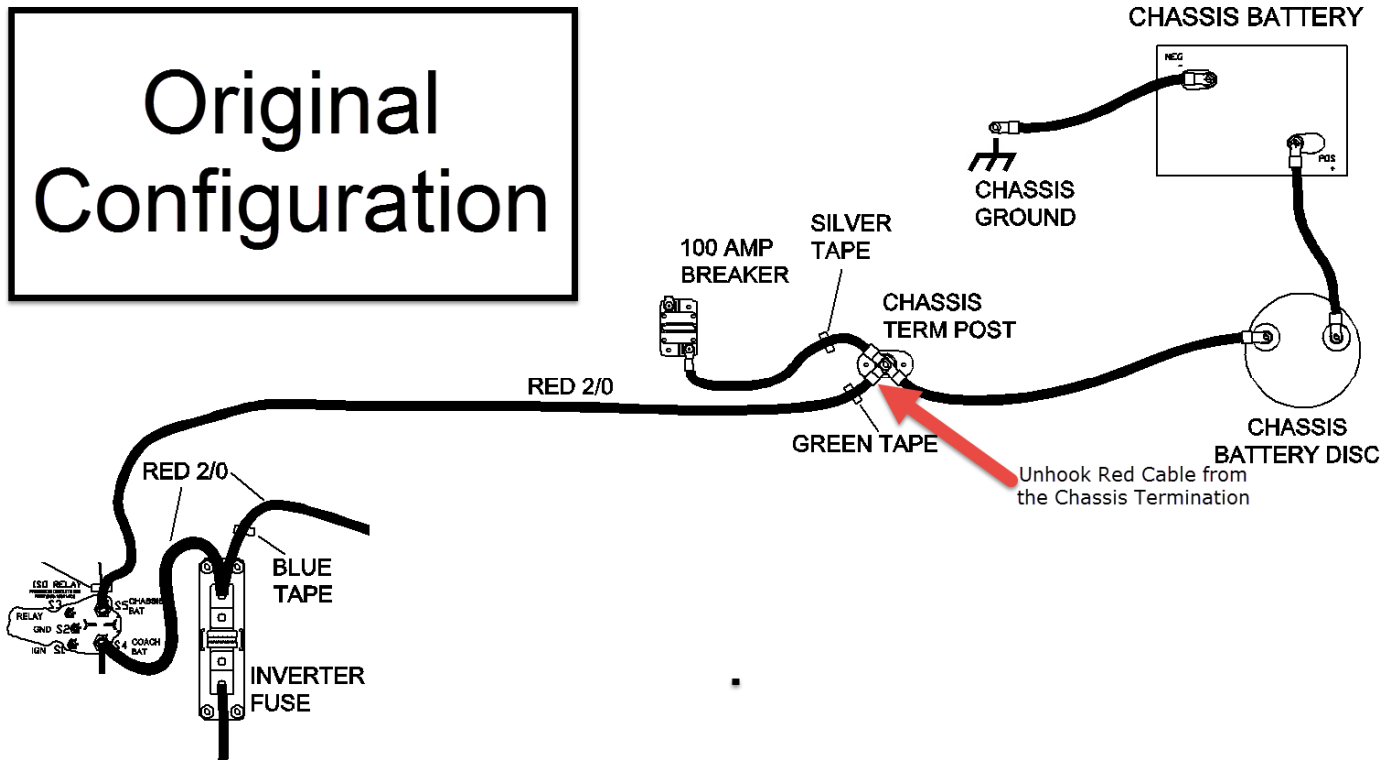 Original
Configuration
CHASSIS BATTERY
NEG
-
POS
+
CHASSIS
GROUND
SILVER
TAPE
100 AMP
BREAKER
CHASSIS
TERM POST
RED 2/0
GREEN TAPE
CHASSIS
BATTERY DISC
Unhook Red Cable from
the Chassis Termination
RED 2/0
BLUE
TAPE
ISO RELAY
S3
S5 CHASSIS
BAT
RELAY
GND S2
IGN S1
S4 COACH
BAT
INVERTER
FUSE